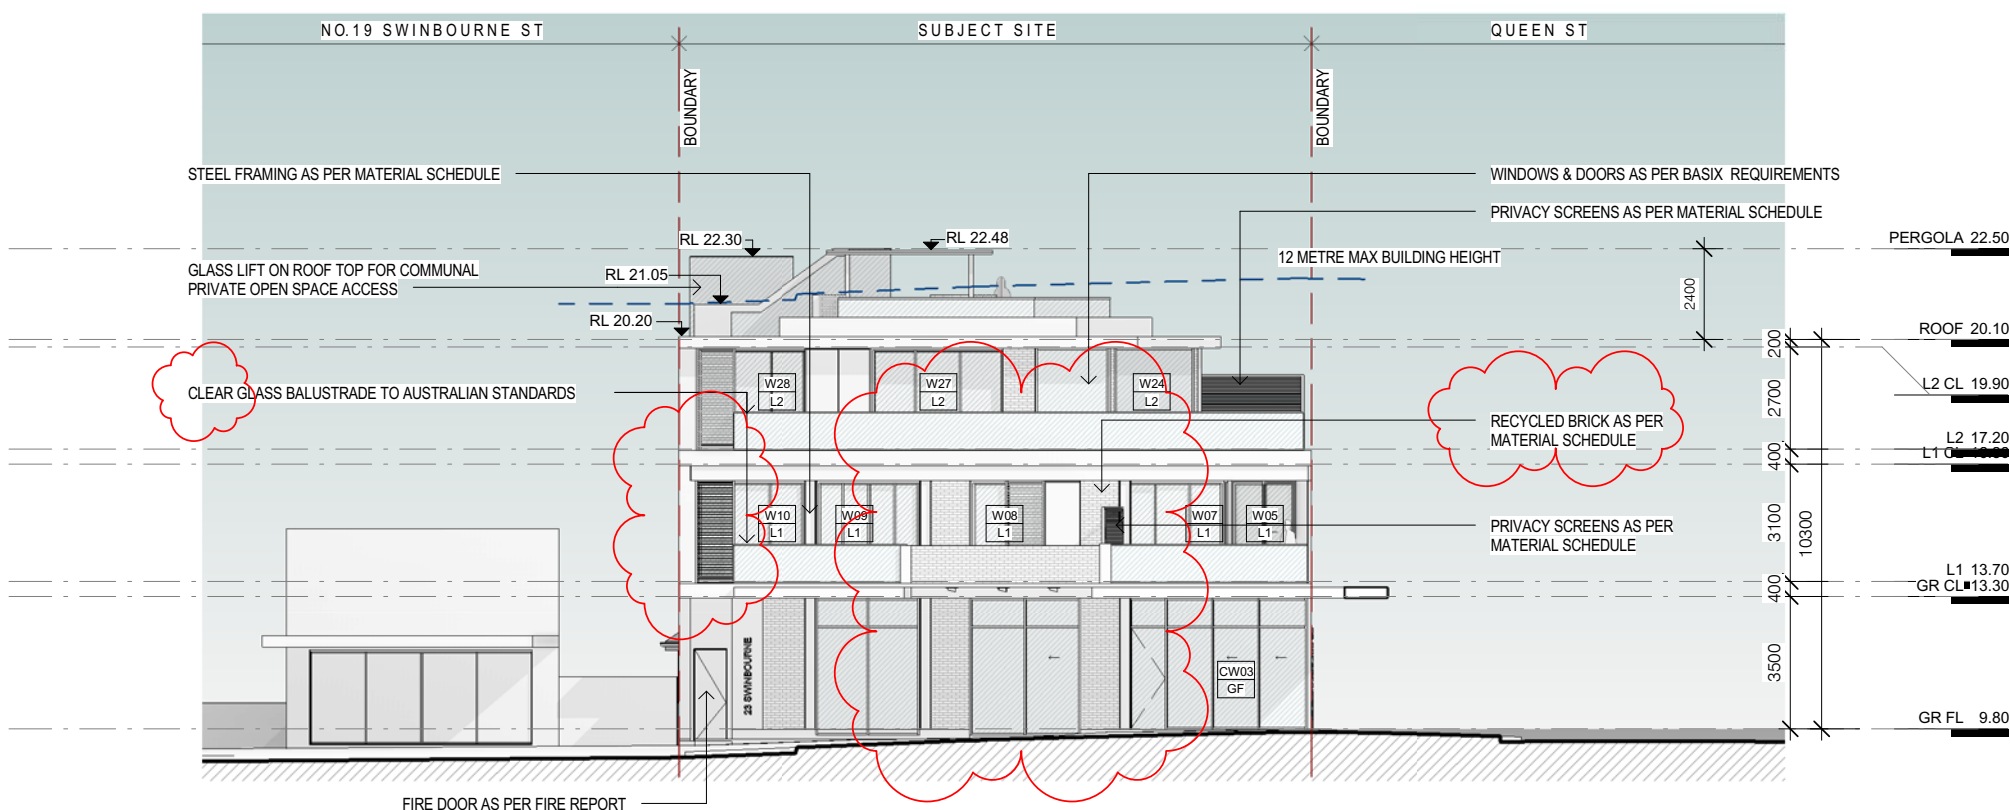 NO.19 SWINBOURNE ST
SUBJECT SITE
QUEEN ST
BOUNDARY
BOUNDARY
STEEL FRAMING AS PER MATERIAL SCHEDULE
WINDOWS & DOORS AS PER BASIX REQUIREMENTS
PRIVACY SCREENS AS PER MATERIAL SCHEDULE
RL 22.30
RL 22.48
PERGOLA 22.50
12 METRE MAX BUILDING HEIGHT
GLASS LIFT ON ROOF TOP FOR COMMUNAL
PRIVATE OPEN SPACE ACCESS
RL 21.05
2400
RL 20.20
ROOF 20.10
200
W28
L2
W27
L2
W24
L2
L2 CL 19.90
CLEAR GLASS BALUSTRADE TO AUSTRALIAN STANDARDS
2700
RECYCLED BRICK AS PER
MATERIAL SCHEDULE
L2 17.20
L1 CL
400
W10
L1
W09
L1
W08
L1
W07
L1
W05
L1
3100
10300
PRIVACY SCREENS AS PER
MATERIAL SCHEDULE
L1 13.70
GR CL 13.30
400
23 SWINBOURNE
3500
CW03
GF
GR FL 9.80
FIRE DOOR AS PER FIRE REPORT